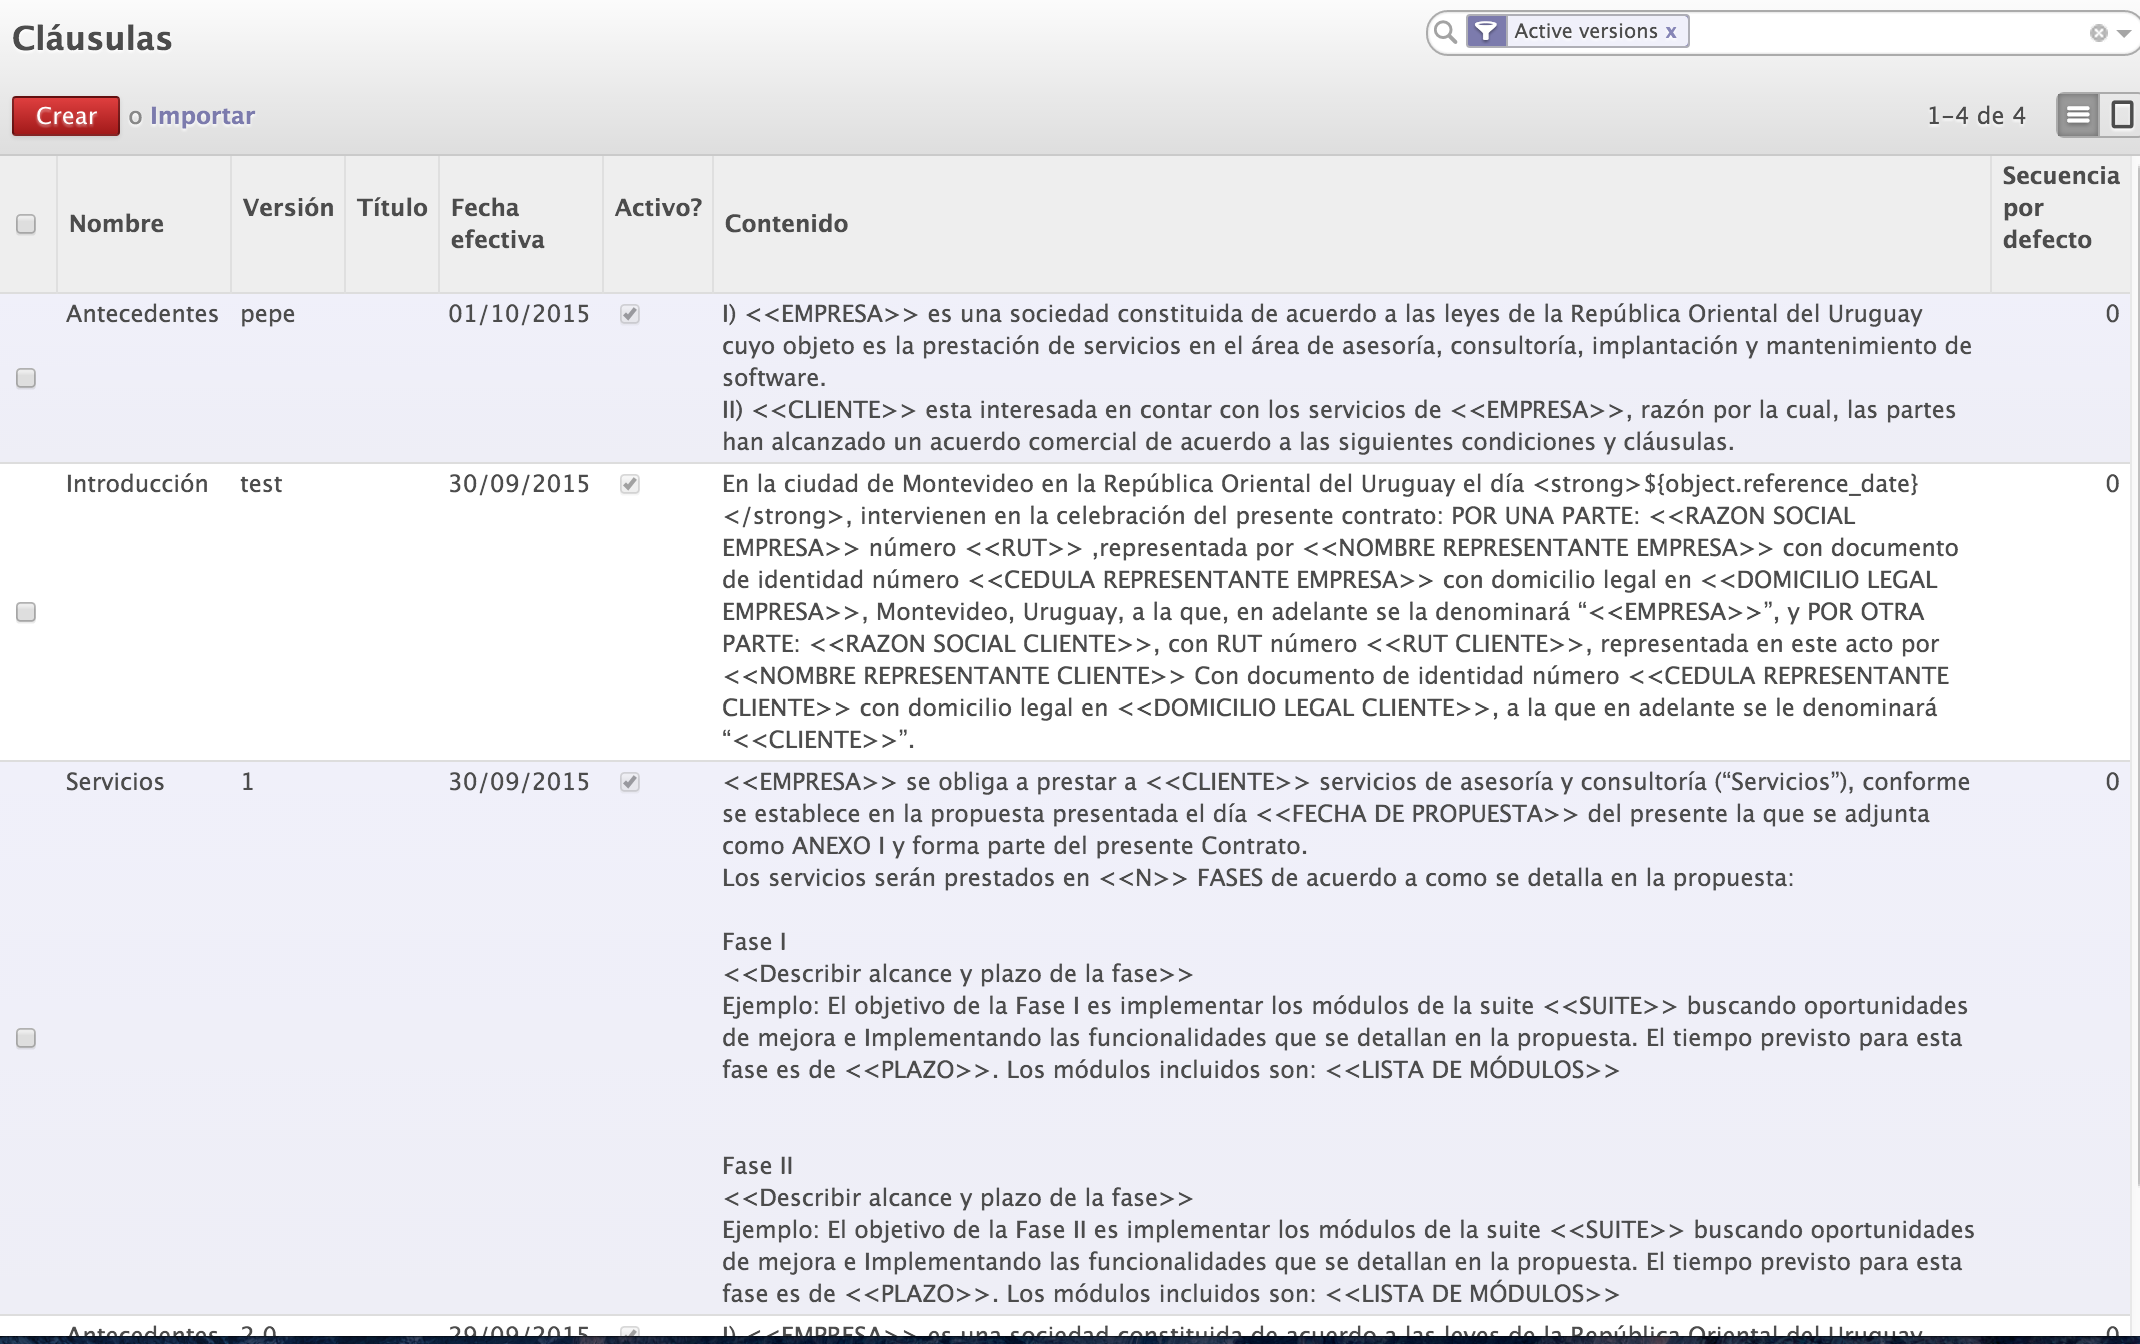 Cláusulas
Active versions x
Crear o Importar
1-4 de 4
Nombre
Versión
Título
Fecha
efectiva
Activo?
Contenido
Secuencia
por
defecto
Antecedentes pepe 01/10/2015 I) <<EMPRESA>> es una sociedad constituida de acuerdo a las leyes de la República Oriental del Uruguay 0
cuyo objeto es la prestación de servicios en el área de asesoría, consultoría, implantación y mantenimiento de
software.
II) <<CLIENTE>> esta interesada en contar con los servicios de <<EMPRESA>>, razón por la cual, las partes
han alcanzado un acuerdo comercial de acuerdo a las siguientes condiciones y cláusulas.
Introducción test 30/09/2015 En la ciudad de Montevideo en la República Oriental del Uruguay el día <strong>${object.reference_date} 0
</strong>, intervienen en la celebración del presente contrato: POR UNA PARTE: <<RAZON SOCIAL
EMPRESA>> número <<RUT>> ,representada por <<NOMBRE REPRESENTANTE EMPRESA>> con documento
de identidad número <<CEDULA REPRESENTANTE EMPRESA>> con domicilio legal en <<DOMICILIO LEGAL
EMPRESA>>, Montevideo, Uruguay, a la que, en adelante se la denominará “<<EMPRESA>>”, y POR OTRA
PARTE: <<RAZON SOCIAL CLIENTE>>, con RUT número <<RUT CLIENTE>>, representada en este acto por
<<NOMBRE REPRESENTANTE CLIENTE>> Con documento de identidad número <<CEDULA REPRESENTANTE
CLIENTE>> con domicilio legal en <<DOMICILIO LEGAL CLIENTE>>, a la que en adelante se le denominará
“<<CLIENTE>>”.
Servicios 1 30/09/2015 <<EMPRESA>> se obliga a prestar a <<CLIENTE>> servicios de asesoría y consultoría (“Servicios”), conforme 0
se establece en la propuesta presentada el día <<FECHA DE PROPUESTA>> del presente la que se adjunta
como ANEXO I y forma parte del presente Contrato.
Los servicios serán prestados en <<N>> FASES de acuerdo a como se detalla en la propuesta:
Fase I
<<Describir alcance y plazo de la fase>>
Ejemplo: El objetivo de la Fase I es implementar los módulos de la suite <<SUITE>> buscando oportunidades
de mejora e Implementando las funcionalidades que se detallan en la propuesta. El tiempo previsto para esta
fase es de <<PLAZO>>. Los módulos incluidos son: <<LISTA DE MÓDULOS>>
Fase II
<<Describir alcance y plazo de la fase>>
Ejemplo: El objetivo de la Fase II es implementar los módulos de la suite <<SUITE>> buscando oportunidades
de mejora e Implementando las funcionalidades que se detallan en la propuesta. El tiempo previsto para esta
fase es de <<PLAZO>>. Los módulos incluidos son: <<LISTA DE MÓDULOS>>
Antecedentes 2.0 29/09/2015 I) <<EMPRESA>> es una sociedad constituida de acuerdo a las leyes de la República Oriental del Uruguay 0